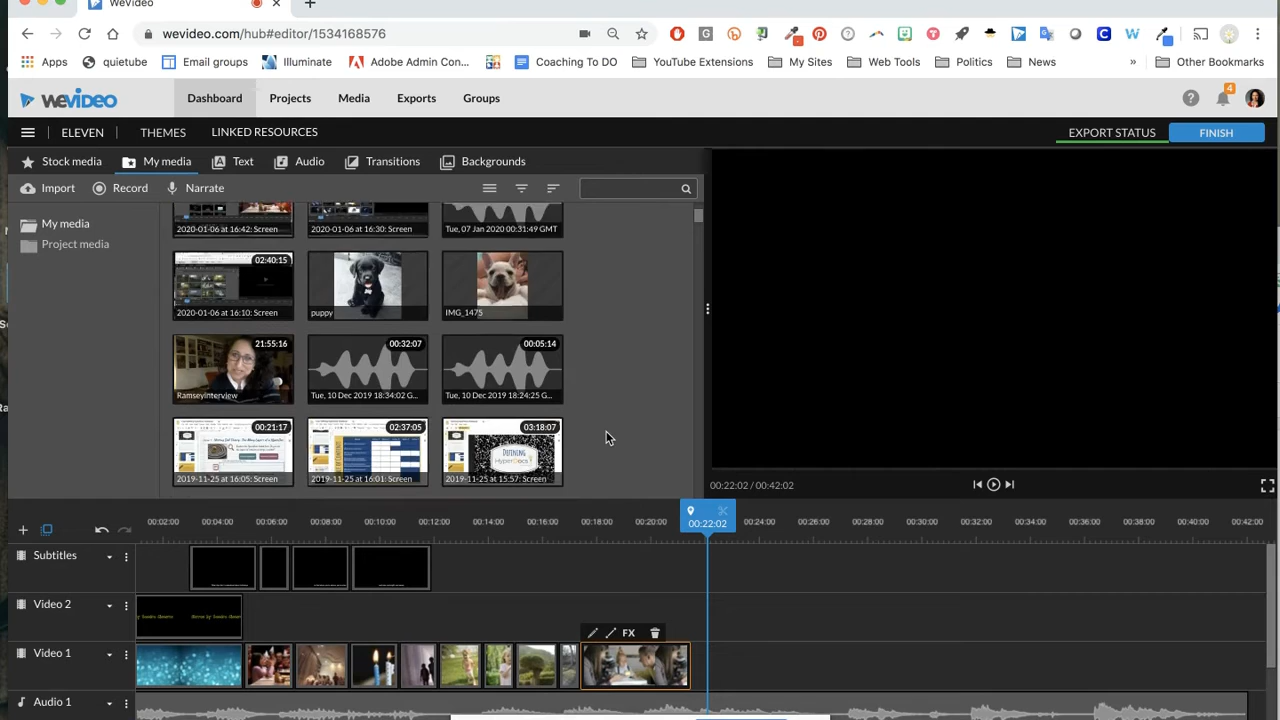 WeVideo
wevideo.com/hub#editor/1534168576
Apps quietube Email groups Illuminate Adobe Admin Con... Coaching TO DO YouTube Extensions My Sites Web Tools Politics News » Other Bookmarks
WEVIDEO Dashboard Projects Media Exports Groups 4
ELEVEN THEMES LINKED RESOURCES EXPORT STATUS FINISH
Stock media My media Text Audio Transitions Backgrounds
Import Record Narrate
My media
Project media
2020-01-06 at 16:42: Screen 2020-01-06 at 16:30: Screen Tue, 07 Jan 2020 00:31:49 GMT
02:40:15
2020-01-06 at 16:10: Screen puppy IMG_1475
21:55:16 00:32:07 00:05:14
RamseyInterview Tue, 10 Dec 2019 18:34:02 G... Tue, 10 Dec 2019 18:24:25 G...
00:21:17 02:37:05 03:18:07
DEFINING
HyperDocs
2019-11-25 at 16:05: Screen 2019-11-25 at 16:01: Screen 2019-11-25 at 15:57: Screen
00:22:02 / 00:42:02
00:02:00 00:04:00 00:06:00 00:08:00 00:10:00 00:12:00 00:14:00 00:16:00 00:18:00 00:20:00 00:22:02 00:24:00 00:26:00 00:28:00 00:30:00 00:32:00 00:34:00 00:36:00 00:38:00 00:40:00 00:42:00
Subtitles
Video 2
FX
Video 1
Audio 1